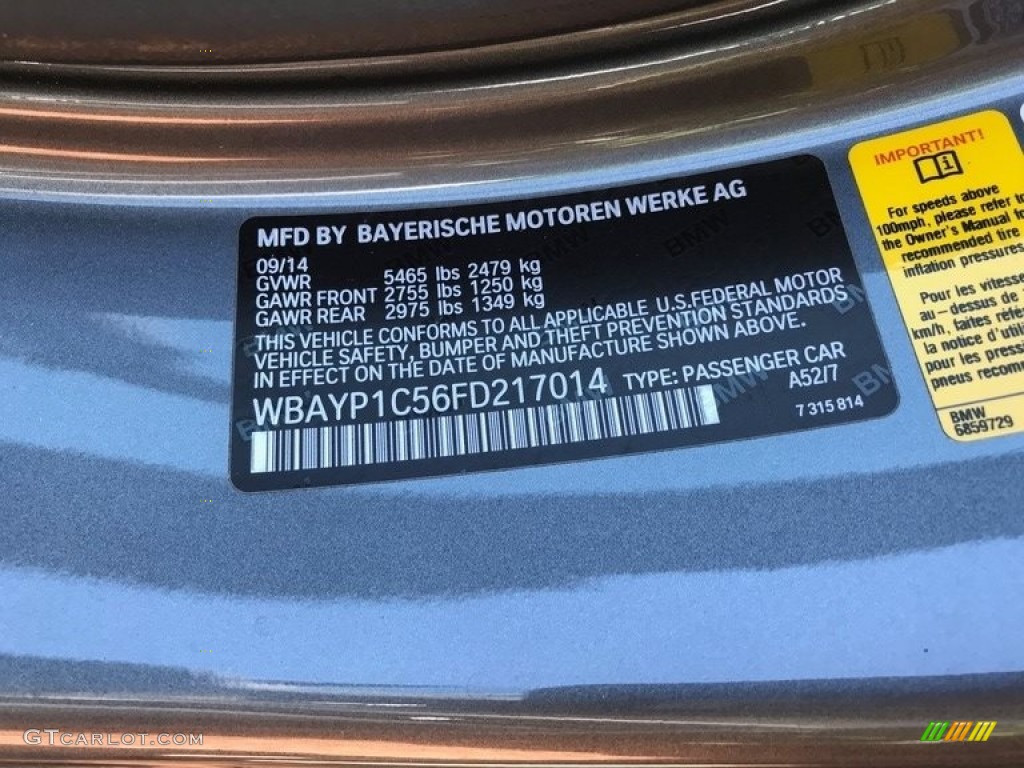 MFD BY BAYERISCHE MOTOREN WERKE AG
09/14
GVWR 5465 lbs 2479 kg
GAWR FRONT 2755 lbs 1250 kg
GAWR REAR 2975 lbs 1349 kg
THIS VEHICLE CONFORMS TO ALL APPLICABLE U.S.FEDERAL MOTOR
VEHICLE SAFETY, BUMPER AND THEFT PREVENTION STANDARDS
IN EFFECT ON THE DATE OF MANUFACTURE SHOWN ABOVE.
WBAYP1C56FD217014 TYPE: PASSENGER CAR
A52/7
7 315 814
IMPORTANT!
For speeds above
100mph, please refer to
the Owner's Manual for
recommended tire
inflation pressures
Pour les vitesse
au-dessus de
km/h, faites réfé
la notice d'utili
pour les pressi
pneus recomm
BMW
6859729
GTCARLOT.COM